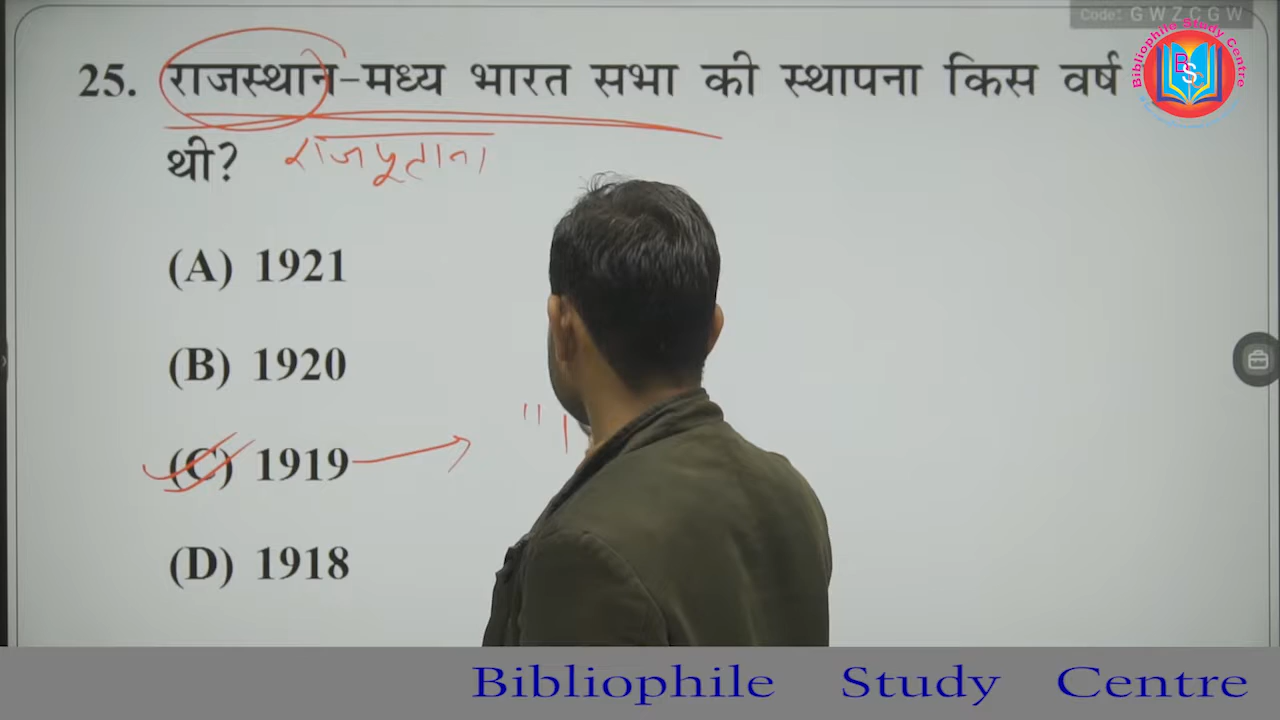 Code: G W Z C G W
Bibliophile Study Centre
BS
25. राजस्थान-मध्य भारत सभा की स्थापना किस वर्ष
थी?
राजपूताना
(A) 1921
(B) 1920
(C) 1919
(D) 1918
Bibliophile Study Centre